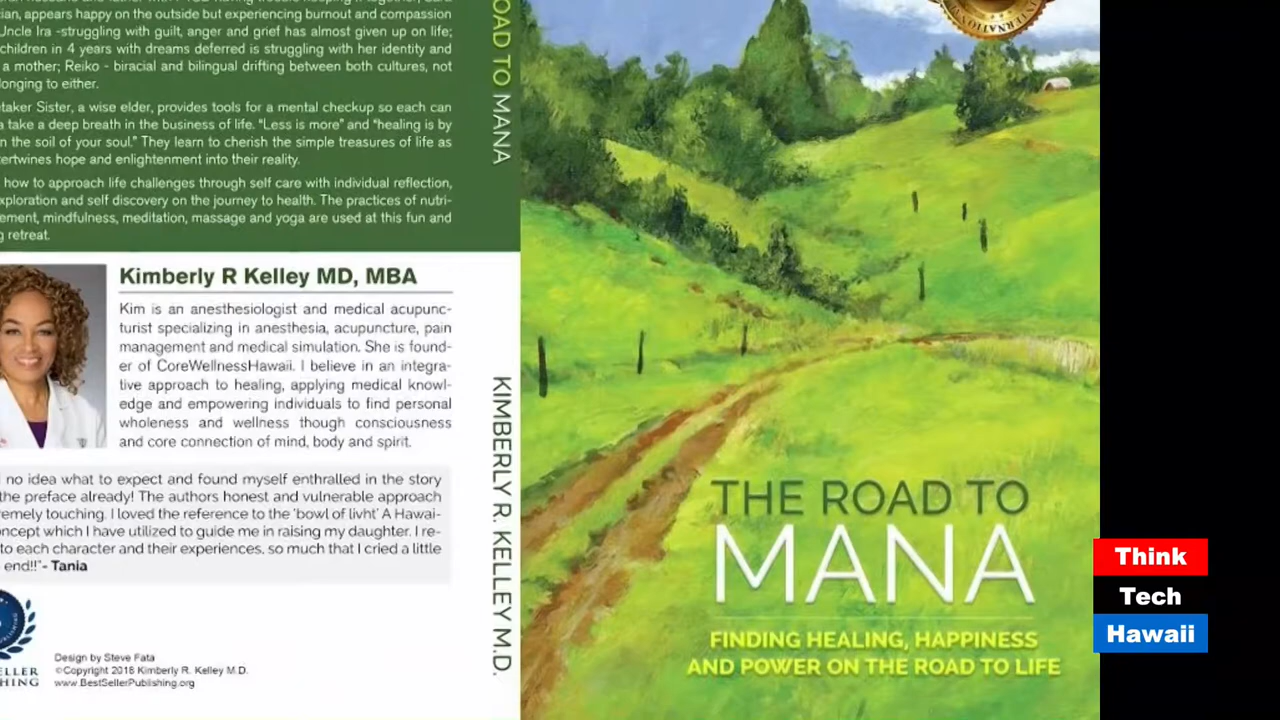 cian, appears happy on the outside but experiencing burnout and compassion
Uncle Ira -struggling with guilt, anger and grief has almost given up on life;
children in 4 years with dreams deferred is struggling with her identity and
a mother; Reiko - biracial and bilingual drifting between both cultures, not
longing to either.
taker Sister, a wise elder, provides tools for a mental checkup so each can
a take a deep breath in the business of life. "Less is more" and "healing is by
n the soil of your soul." They learn to cherish the simple treasures of life as
tertwines hope and enlightenment into their reality.
how to approach life challenges through self care with individual reflection,
xploration and self discovery on the journey to health. The practices of nutri-
ement, mindfulness, meditation, massage and yoga are used at this fun and
g retreat.
Kimberly R Kelley MD, MBA
Kim is an anesthesiologist and medical acupunc-
turist specializing in anesthesia, acupuncture, pain
management and medical simulation. She is found-
er of CoreWellnessHawaii. I believe in an integra-
tive approach to healing, applying medical knowl-
edge and empowering individuals to find personal
wholeness and wellness though consciousness
and core connection of mind, body and spirit.
no idea what to expect and found myself enthralled in the story
the preface already! The authors honest and vulnerable approach
remely touching. I loved the reference to the 'bowl of livht' A Hawai-
ncept which I have utilized to guide me in raising my daughter. I re-
to each character and their experiences, so much that I cried a little
end!!"- Tania
ELLER
HING
Design by Steve Fata
©Copyright 2018 Kimberly R. Kelley M.D.
www.BestSellerPublishing.org
OAD TO MANA
KIMBERLY R. KELLEY M.D.
THE ROAD TO
MANA
FINDING HEALING, HAPPINESS
AND POWER ON THE ROAD TO LIFE
Think
Tech
Hawaii